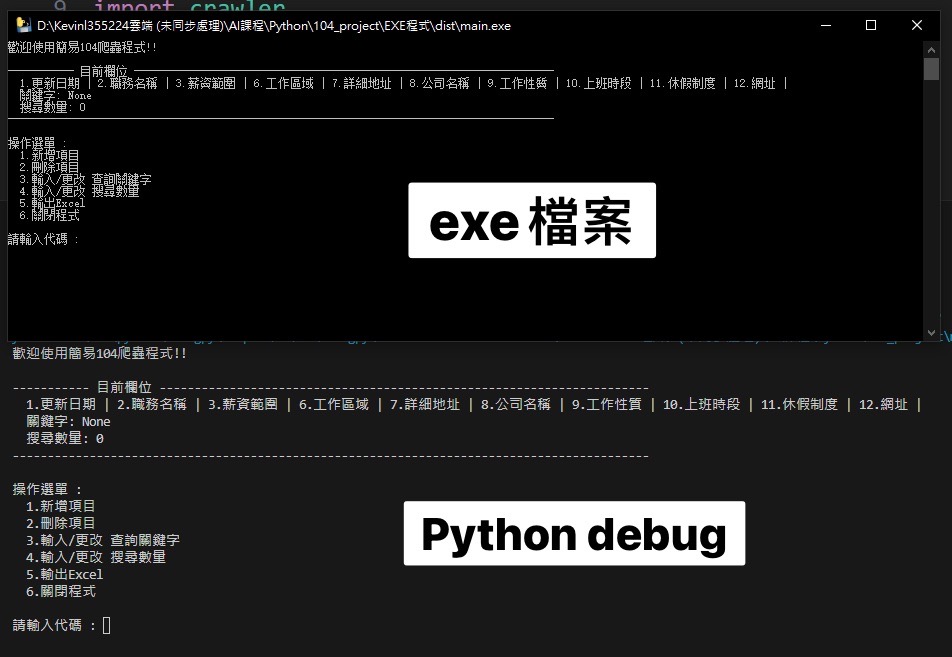 9 import crawler
D:\Kevinl355224雲端 (未同步處理)\AI課程\Python\104_project\EXE程式\dist\main.exe
歡迎使用簡易104爬蟲程式!!
----------- 目前欄位 ----------------------------------------------------------------------
1.更新日期 | 2.職務名稱 | 3.薪資範圍 | 6.工作區域 | 7.詳細地址 | 8.公司名稱 | 9.工作性質 | 10.上班時段 | 11.休假制度 | 12.網址 |
關鍵字: None
搜尋數量: 0
-------------------------------------------------------------------------------------------
操作選單 :
1.新增項目
2.刪除項目
3.輸入/更改 查詢關鍵字
4.輸入/更改 搜尋數量
5.輸出Excel
6.關閉程式
請輸入代碼 :
exe檔案
歡迎使用簡易104爬蟲程式!!
----------- 目前欄位 ----------------------------------------------------------------------
1.更新日期 | 2.職務名稱 | 3.薪資範圍 | 6.工作區域 | 7.詳細地址 | 8.公司名稱 | 9.工作性質 | 10.上班時段 | 11.休假制度 | 12.網址 |
關鍵字: None
搜尋數量: 0
-------------------------------------------------------------------------------------------
操作選單 :
1.新增項目
2.刪除項目
3.輸入/更改 查詢關鍵字
4.輸入/更改 搜尋數量
5.輸出Excel
6.關閉程式
請輸入代碼 :
Python debug